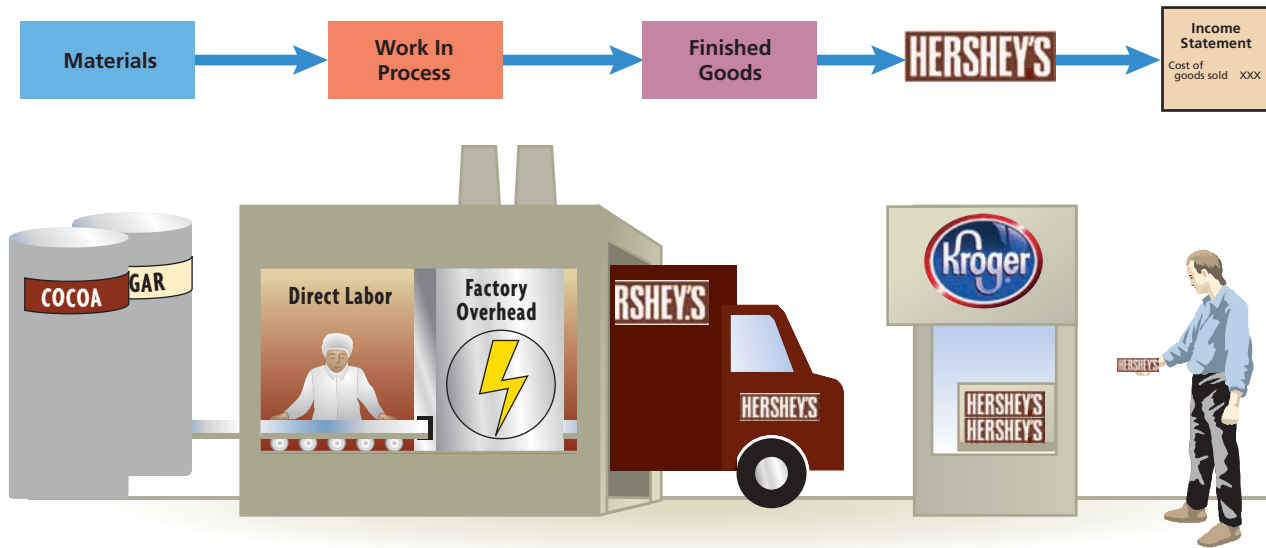 Materials
Work In
Process
Finished
Goods
HERSHEY'S
Income
Statement
Cost of
goods sold XXX
COCOA
GAR
Direct Labor
Factory
Overhead
RSHEY'S
HERSHEY'S
Kroger
HERSHEY'S
HERSHEY'S
HERSHEY'S